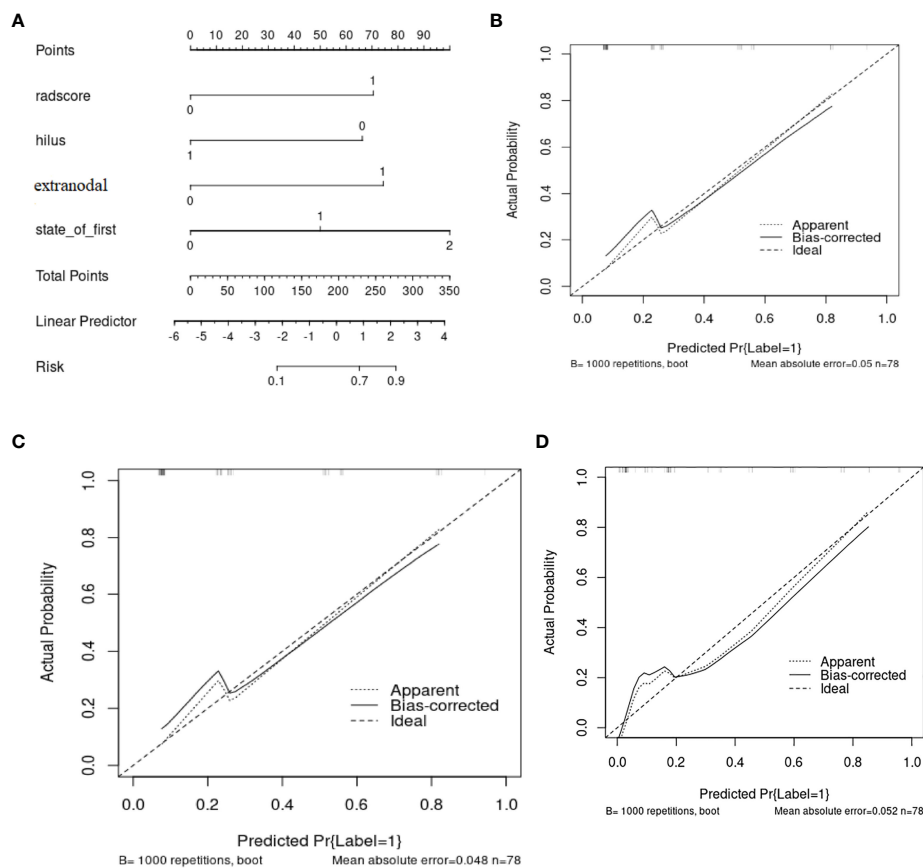 A
Points
0 10 20 30 40 50 60 70 80 90
radscore
1
0
hilus
0
1
extranodal
1
0
state_of_first
1
0 2
Total Points
0 50 100 150 200 250 300 350
Linear Predictor
-6 -5 -4 -3 -2 -1 0 1 2 3 4
Risk
0.1 0.7 0.9
B
Actual Probability
1.0
0.8
0.6
0.4
0.2
0.0
Apparent
Bias-corrected
Ideal
0.0 0.2 0.4 0.6 0.8 1.0
Predicted Pr{Label=1}
B= 1000 repetitions, boot Mean absolute error=0.05 n=78
C
Actual Probability
1.0
0.8
0.6
0.4
0.2
0.0
Apparent
Bias-corrected
Ideal
0.0 0.2 0.4 0.6 0.8 1.0
Predicted Pr{Label=1}
B= 1000 repetitions, boot Mean absolute error=0.048 n=78
D
Actual Probability
1.0
0.8
0.6
0.4
0.2
0.0
Apparent
Bias-corrected
Ideal
0.0 0.2 0.4 0.6 0.8 1.0
Predicted Pr{Label=1}
B= 1000 repetitions, boot Mean absolute error=0.052 n=78